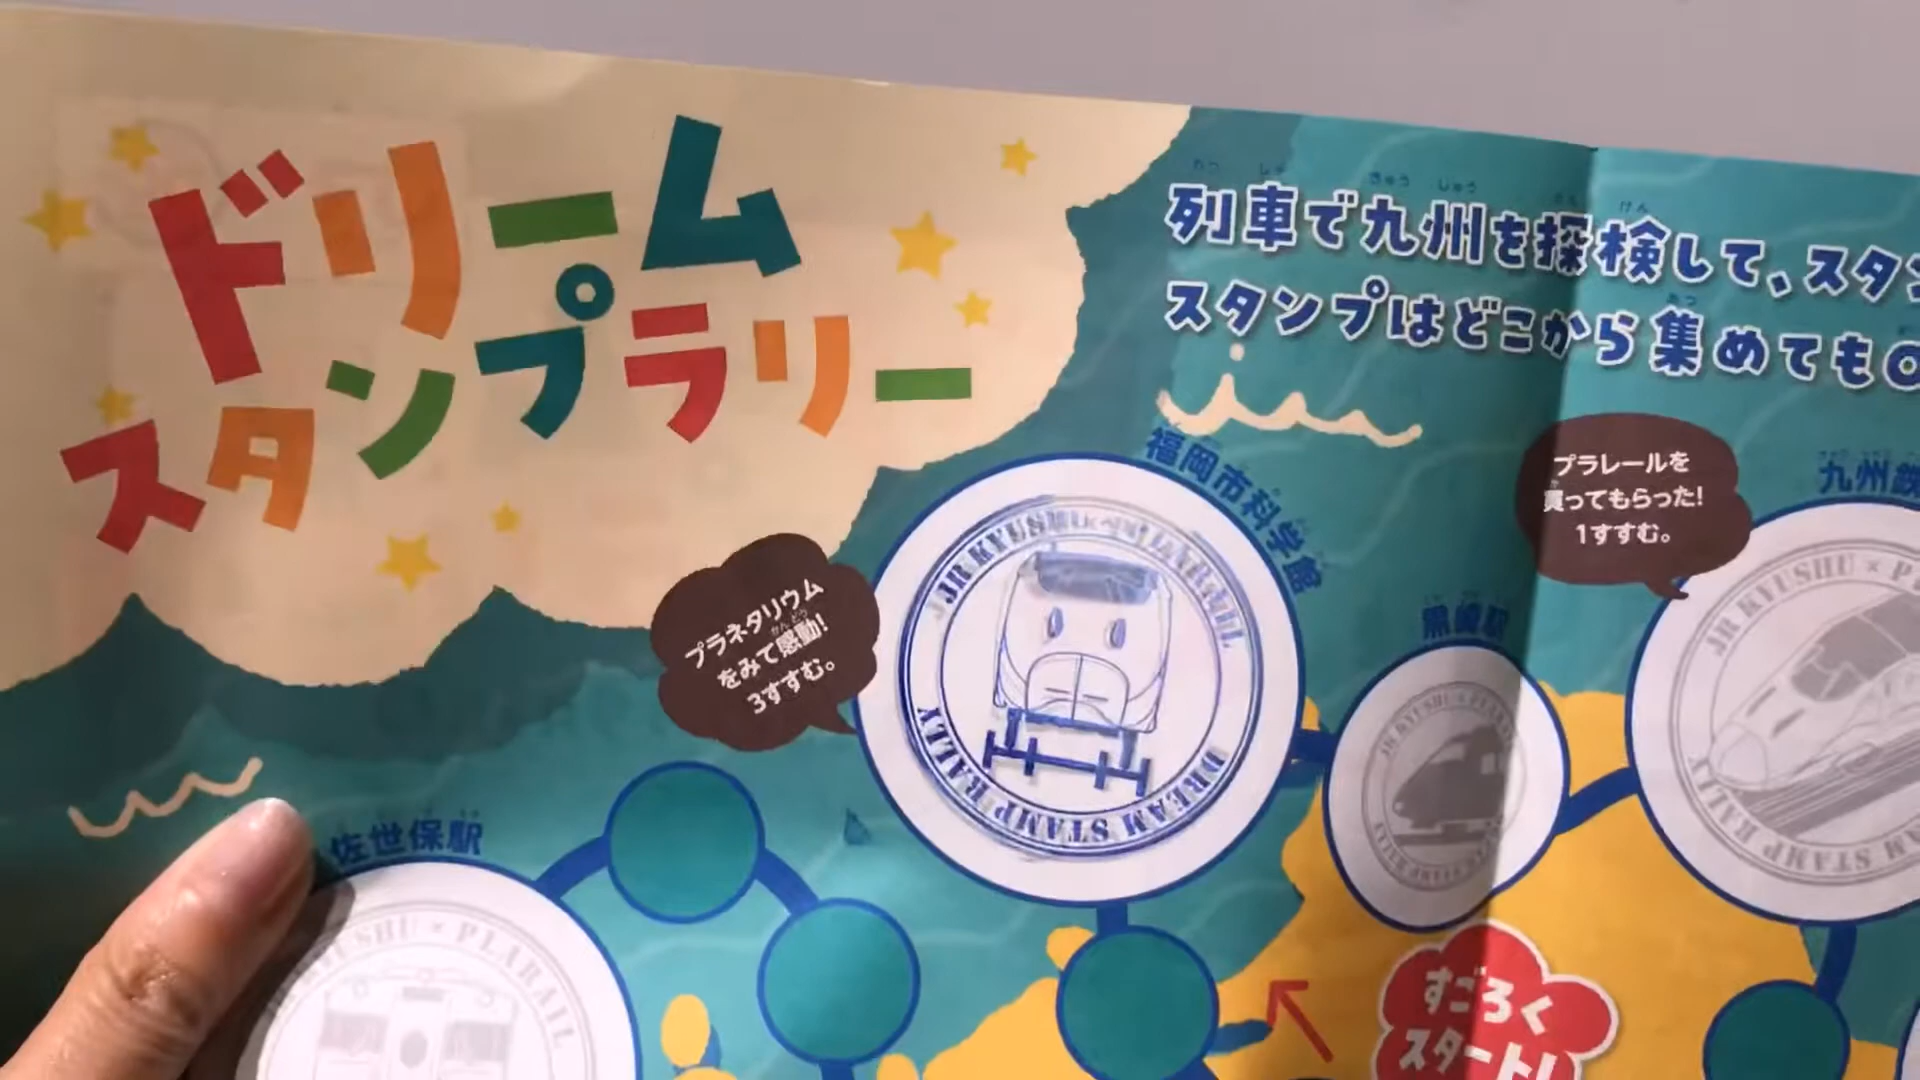 ドリーム
スタンプラリー
列車で九州を探検して、スタン
スタンプはどこから集めても
福岡市科学館
プラネタリウム
をみて感動!
3すすむ。
JR KYUSHU × PLARAIL
DREAM STAMP RALLY
プラレールを
買ってもらった!
1すすむ。
九州鉄
JR KYUSHU × P
STAMP RALLY
黒崎駅
佐世保駅
KYUSHU × PLARAIL
すごろく
スタート!